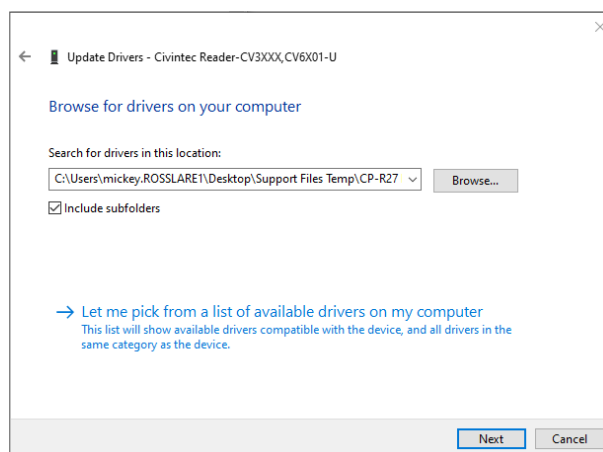 Update Drivers - Civintec Reader-CV3XXX,CV6X01-U
Browse for drivers on your computer
Search for drivers in this location:
C:\Users\mickey.ROSSLARE1\Desktop\Support Files Temp\CP-R27
Browse...
Include subfolders
Let me pick from a list of available drivers on my computer
This list will show available drivers compatible with the device, and all drivers in the
same category as the device.
Next
Cancel